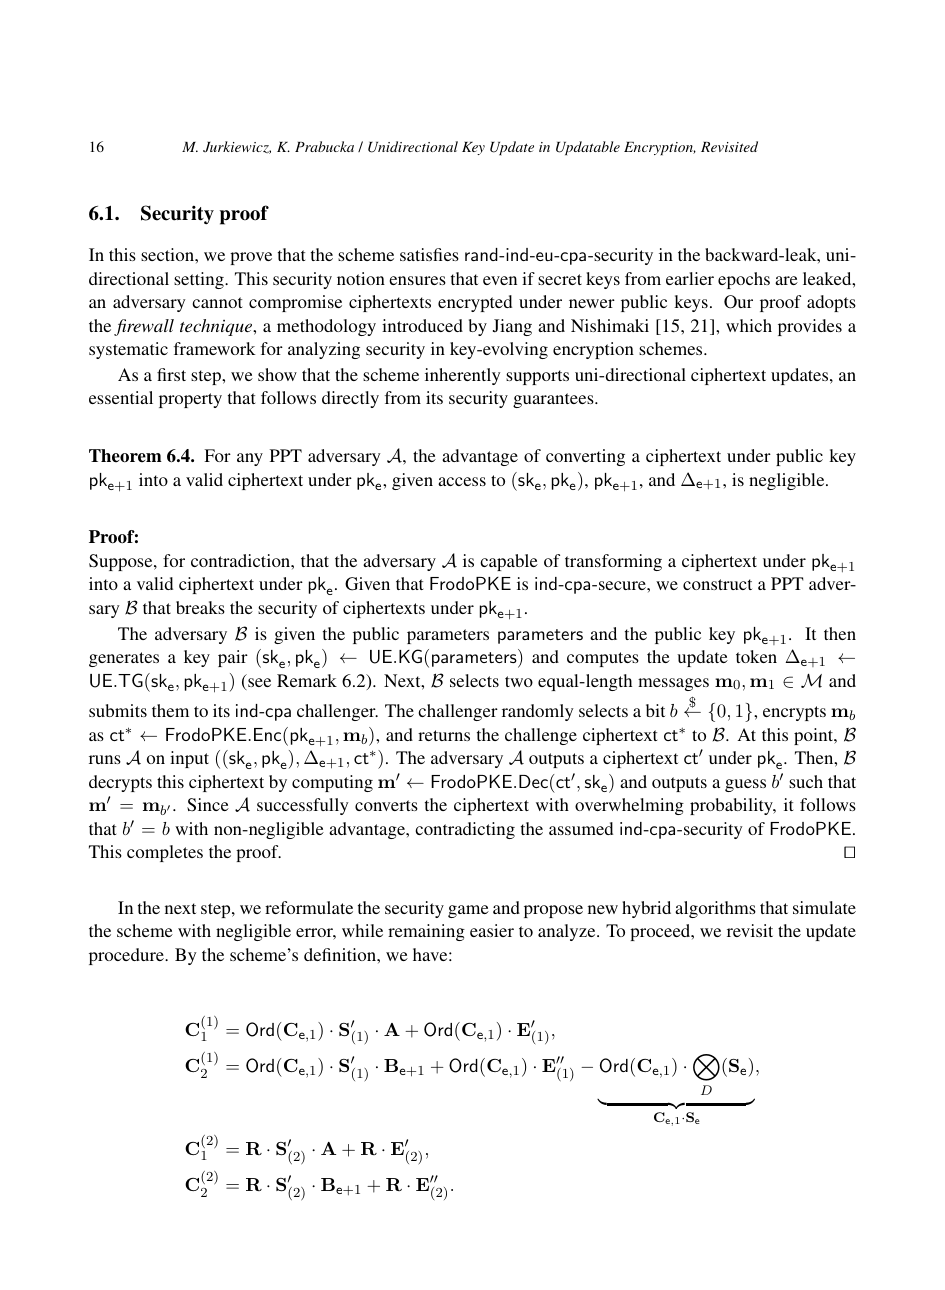 16 M. Jurkiewicz, K. Prabucka / Unidirectional Key Update in Updatable Encryption, Revisited
6.1. Security proof
In this section, we prove that the scheme satisfies rand-ind-eu-cpa-security in the backward-leak, uni-
directional setting. This security notion ensures that even if secret keys from earlier epochs are leaked,
an adversary cannot compromise ciphertexts encrypted under newer public keys. Our proof adopts
the firewall technique, a methodology introduced by Jiang and Nishimaki [15, 21], which provides a
systematic framework for analyzing security in key-evolving encryption schemes.
As a first step, we show that the scheme inherently supports uni-directional ciphertext updates, an
essential property that follows directly from its security guarantees.
Theorem 6.4. For any PPT adversary 𝒜, the advantage of converting a ciphertext under public key
pk_{e+1} into a valid ciphertext under pk_e, given access to (sk_e, pk_e), pk_{e+1}, and Δ_{e+1}, is negligible.
Proof:
Suppose, for contradiction, that the adversary 𝒜 is capable of transforming a ciphertext under pk_{e+1}
into a valid ciphertext under pk_e. Given that FrodoPKE is ind-cpa-secure, we construct a PPT adver-
sary ℬ that breaks the security of ciphertexts under pk_{e+1}.
The adversary ℬ is given the public parameters parameters and the public key pk_{e+1}. It then
generates a key pair (sk_e, pk_e) ← UE.KG(parameters) and computes the update token Δ_{e+1} ←
UE.TG(sk_e, pk_{e+1}) (see Remark 6.2). Next, ℬ selects two equal-length messages m_0, m_1 ∈ ℳ and
submits them to its ind-cpa challenger. The challenger randomly selects a bit b ←^{$} {0, 1}, encrypts m_b
as ct* ← FrodoPKE.Enc(pk_{e+1}, m_b), and returns the challenge ciphertext ct* to ℬ. At this point, ℬ
runs 𝒜 on input ((sk_e, pk_e), Δ_{e+1}, ct*). The adversary 𝒜 outputs a ciphertext ct′ under pk_e. Then, ℬ
decrypts this ciphertext by computing m′ ← FrodoPKE.Dec(ct′, sk_e) and outputs a guess b′ such that
m′ = m_{b′}. Since 𝒜 successfully converts the ciphertext with overwhelming probability, it follows
that b′ = b with non-negligible advantage, contradicting the assumed ind-cpa-security of FrodoPKE.
This completes the proof. □
In the next step, we reformulate the security game and propose new hybrid algorithms that simulate
the scheme with negligible error, while remaining easier to analyze. To proceed, we revisit the update
procedure. By the scheme's definition, we have:
C_1^{(1)} = Ord(C_{e,1}) · S′_{(1)} · A + Ord(C_{e,1}) · E′_{(1)},
C_2^{(1)} = Ord(C_{e,1}) · S′_{(1)} · B_{e+1} + Ord(C_{e,1}) · E″_{(1)} − Ord(C_{e,1}) · ⨂_D (S_e),
C_{e,1}·S_e
C_1^{(2)} = R · S′_{(2)} · A + R · E′_{(2)},
C_2^{(2)} = R · S′_{(2)} · B_{e+1} + R · E″_{(2)}.